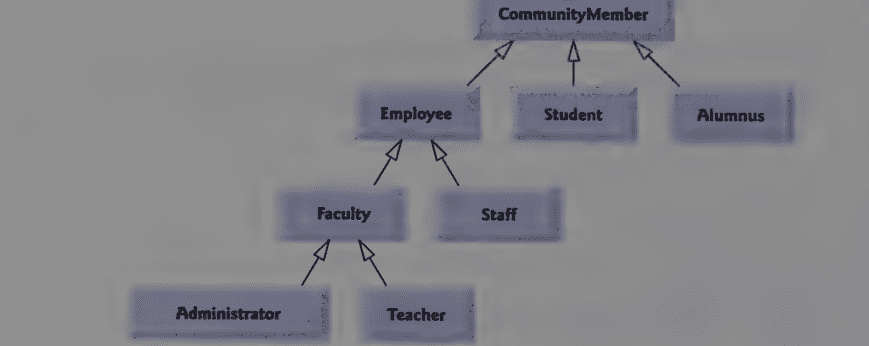 CommunityMember
Employee
Student
Alumnus
Faculty
Staff
Administrator
Teacher